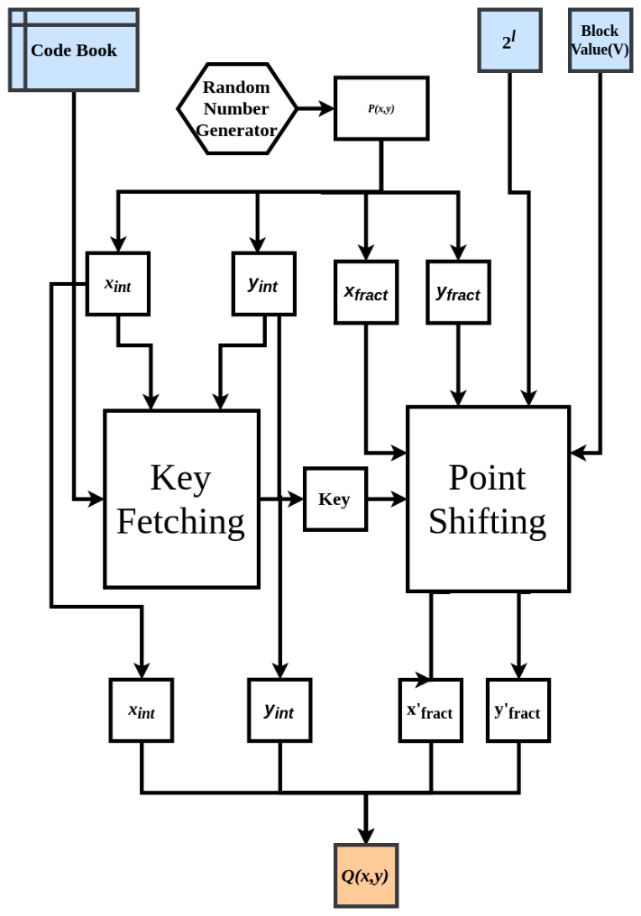 Code Book
2^l
Block
Value(V)
Random
Number
Generator
P(x,y)
x_int
y_int
x_fract
y_fract
Key
Fetching
Key
Point
Shifting
x_int
y_int
x'_fract
y'_fract
Q(x,y)